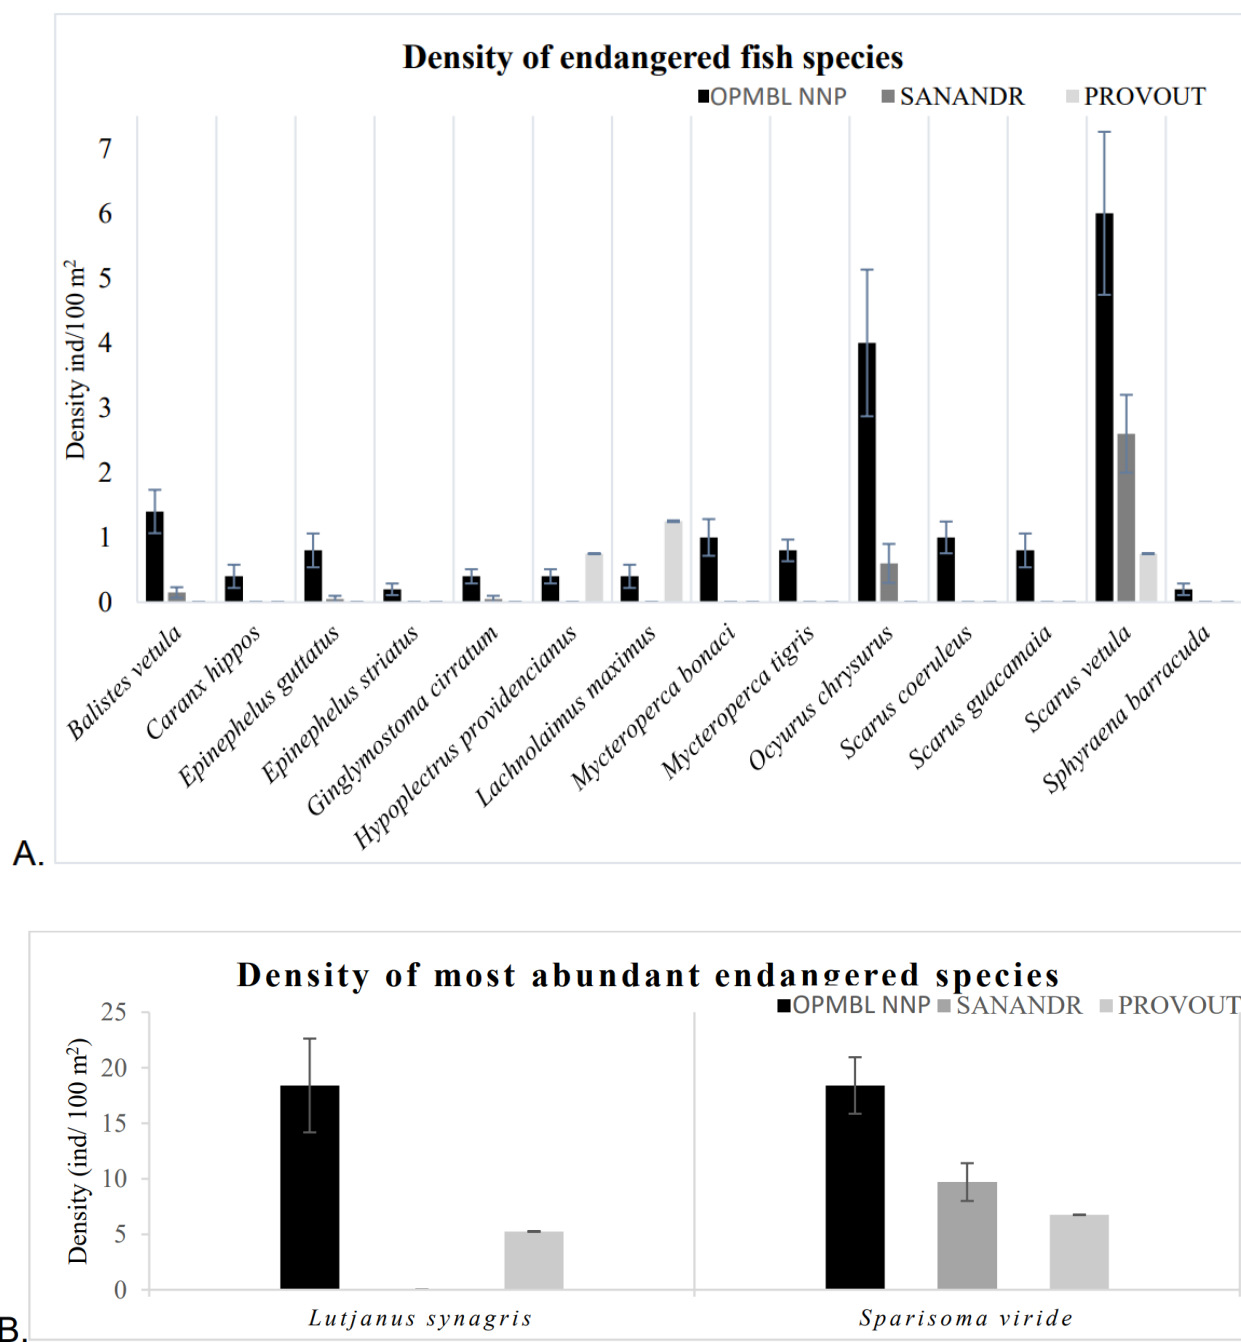 Density of endangered fish species
OPMBL NNP SANANDR PROVOUT
7
6
5
4
3
2
1
0
Density ind/100 m²
Balistes vetula
Caranx hippos
Epinephelus guttatus
Epinephelus striatus
Ginglymostoma cirratum
Hypoplectrus providencianus
Lachnolaimus maximus
Mycteroperca bonaci
Mycteroperca tigris
Ocyurus chrysurus
Scarus coeruleus
Scarus guacamaia
Scarus vetula
Sphyraena barracuda
A.
Density of most abundant endangered species
OPMBL NNP SANANDR PROVOUT
25
20
15
10
5
0
Density (ind/ 100 m²)
Lutjanus synagris Sparisoma viride
B.